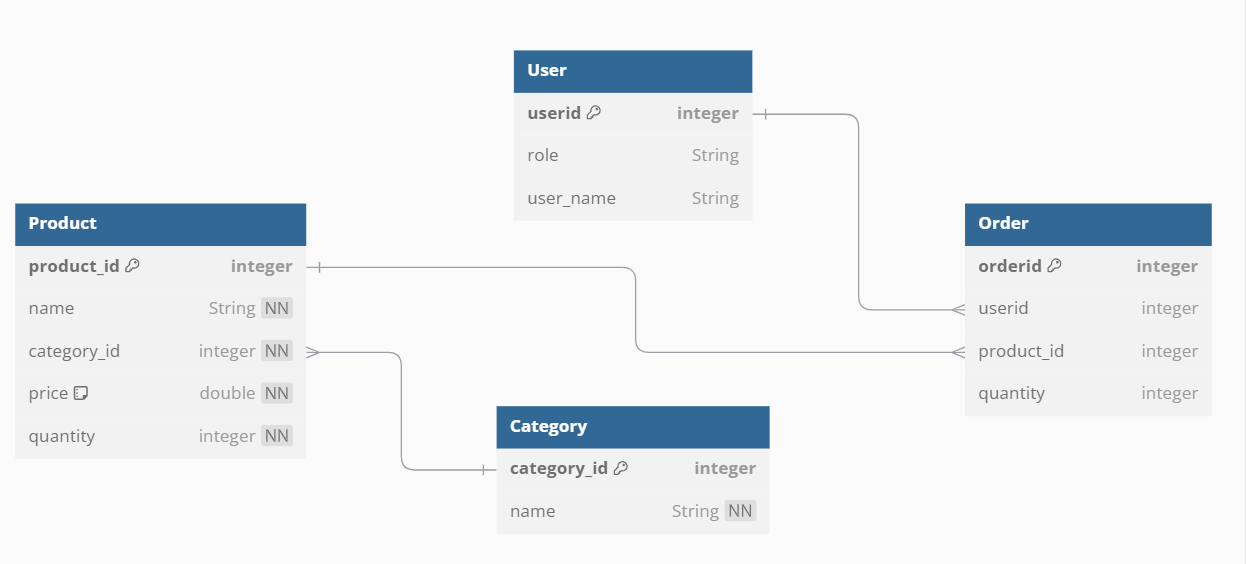 User
userid integer
role String
user_name String
Product
product_id integer
name String NN
category_id integer NN
price double NN
quantity integer NN
Order
orderid integer
userid integer
product_id integer
quantity integer
Category
category_id integer
name String NN